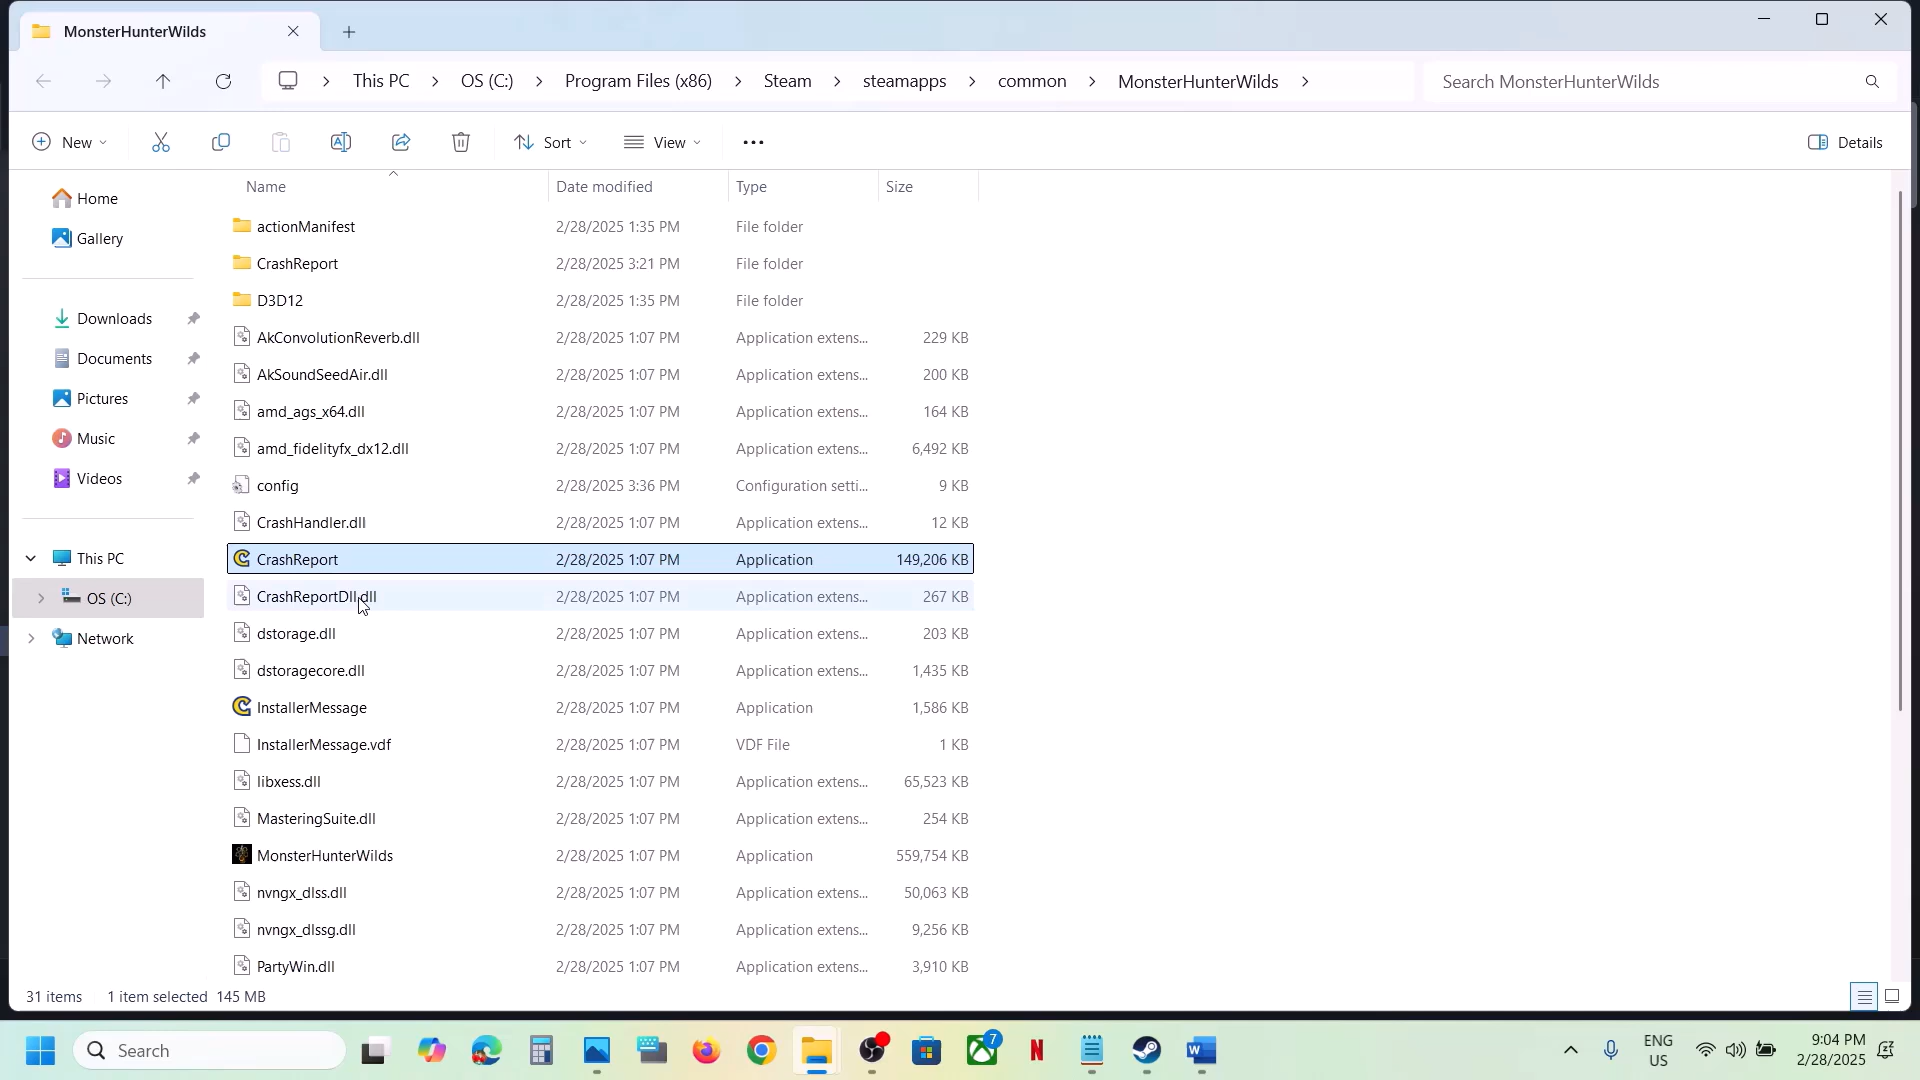 MonsterHunterWilds
This PC > OS (C:) > Program Files (x86) > Steam > steamapps > common > MonsterHunterWilds >
Search MonsterHunterWilds
New
Sort
View
Details
Name Date modified Type Size
Home
Gallery
Downloads
Documents
Pictures
Music
Videos
This PC
OS (C:)
Network
actionManifest 2/28/2025 1:35 PM File folder
CrashReport 2/28/2025 3:21 PM File folder
D3D12 2/28/2025 1:35 PM File folder
AkConvolutionReverb.dll 2/28/2025 1:07 PM Application extens... 229 KB
AkSoundSeedAir.dll 2/28/2025 1:07 PM Application extens... 200 KB
amd_ags_x64.dll 2/28/2025 1:07 PM Application extens... 164 KB
amd_fidelityfx_dx12.dll 2/28/2025 1:07 PM Application extens... 6,492 KB
config 2/28/2025 3:36 PM Configuration setti... 9 KB
CrashHandler.dll 2/28/2025 1:07 PM Application extens... 12 KB
CrashReport 2/28/2025 1:07 PM Application 149,206 KB
CrashReportDll.dll 2/28/2025 1:07 PM Application extens... 267 KB
dstorage.dll 2/28/2025 1:07 PM Application extens... 203 KB
dstoragecore.dll 2/28/2025 1:07 PM Application extens... 1,435 KB
InstallerMessage 2/28/2025 1:07 PM Application 1,586 KB
InstallerMessage.vdf 2/28/2025 1:07 PM VDF File 1 KB
libxess.dll 2/28/2025 1:07 PM Application extens... 65,523 KB
MasteringSuite.dll 2/28/2025 1:07 PM Application extens... 254 KB
MonsterHunterWilds 2/28/2025 1:07 PM Application 559,754 KB
nvngx_dlss.dll 2/28/2025 1:07 PM Application extens... 50,063 KB
nvngx_dlssg.dll 2/28/2025 1:07 PM Application extens... 9,256 KB
PartyWin.dll 2/28/2025 1:07 PM Application extens... 3,910 KB
31 items 1 item selected 145 MB
Search
7
ENG
US
9:04 PM
2/28/2025